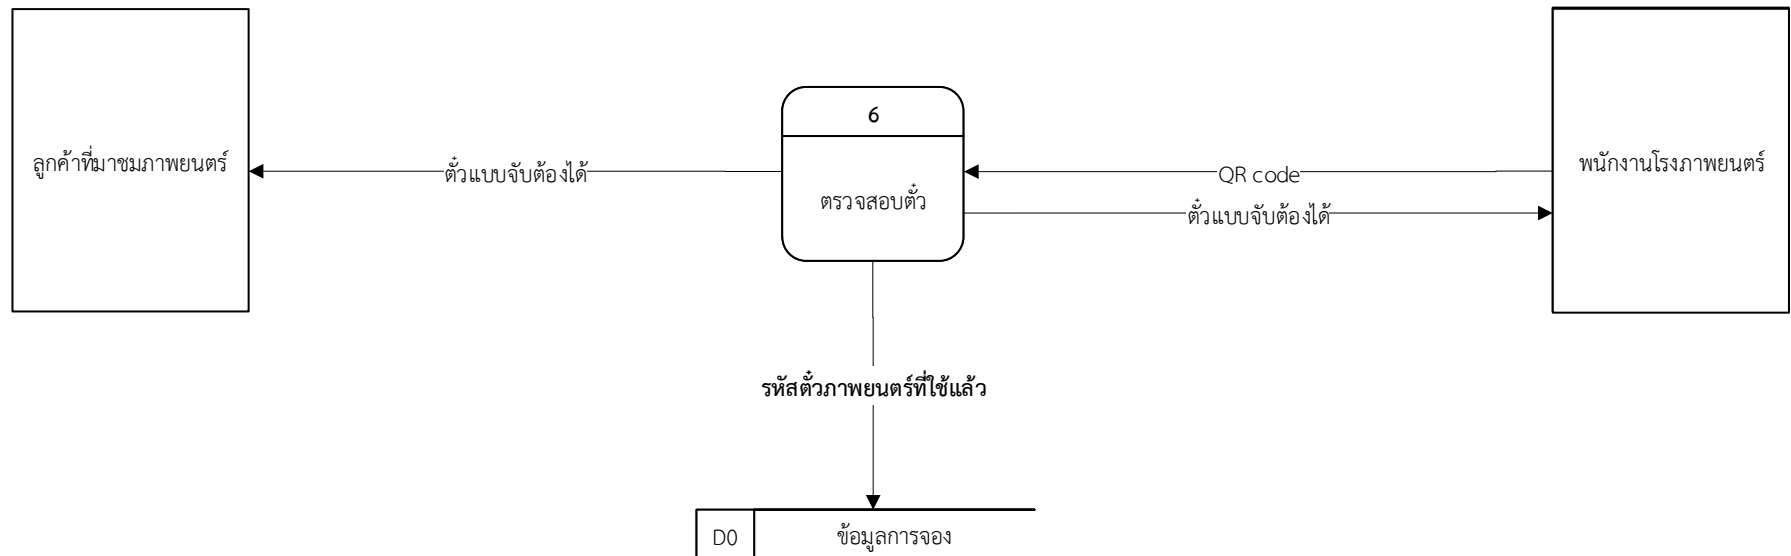 6
ลูกค้าที่มาชมภาพยนตร์
ตั๋วแบบจับต้องได้
ตรวจสอบตั๋ว
QR code
พนักงานโรงภาพยนตร์
ตั๋วแบบจับต้องได้
รหัสตั๋วภาพยนตร์ที่ใช้แล้ว
D0 ข้อมูลการจอง